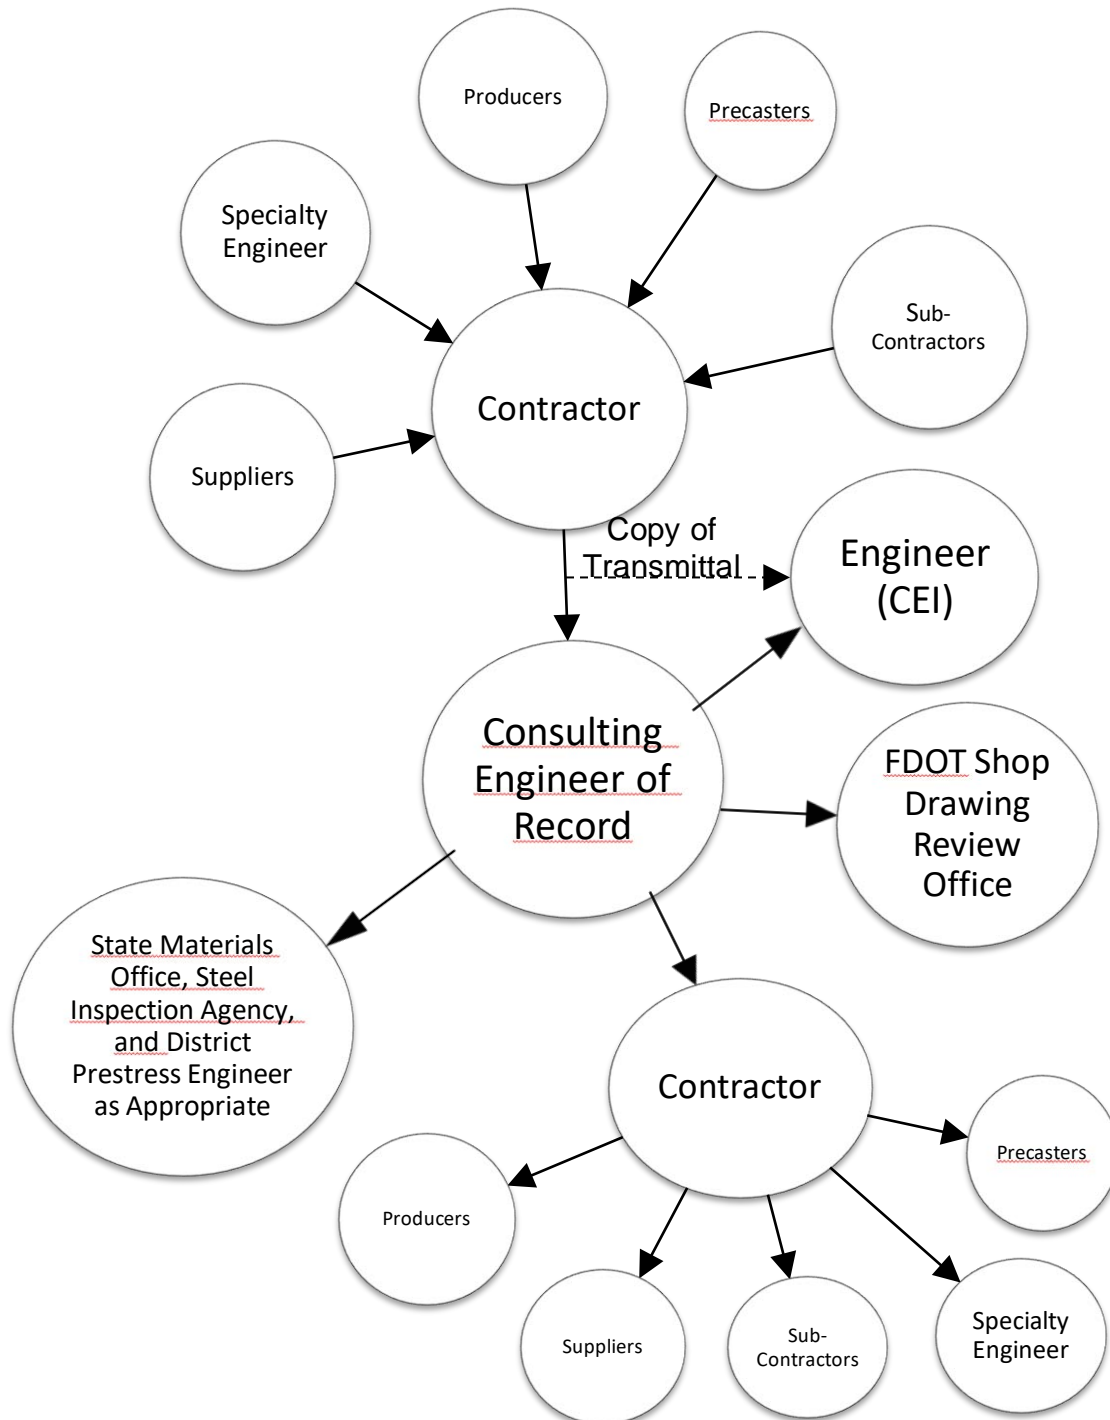 Producers
Precasters
Specialty
Engineer
Sub-
Contractors
Contractor
Suppliers
Copy of
Transmittal
Engineer
(CEI)
Consulting
Engineer of
Record
FDOT Shop
Drawing
Review
Office
State Materials
Office, Steel
Inspection Agency,
and District
Prestress Engineer
as Appropriate
Contractor
Precasters
Producers
Suppliers
Sub-
Contractors
Specialty
Engineer